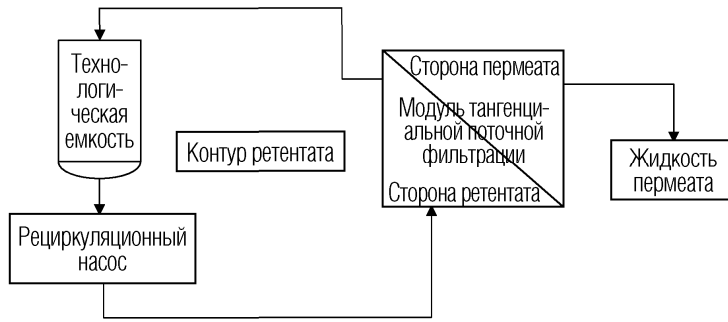 Техно-
логи-
ческая
емкость
Контур ретентата
Рециркуляционный
насос
Сторона пермеата
Модуль тангенци-
альной поточной
фильтрации
Сторона ретентата
Жидкость
пермеата